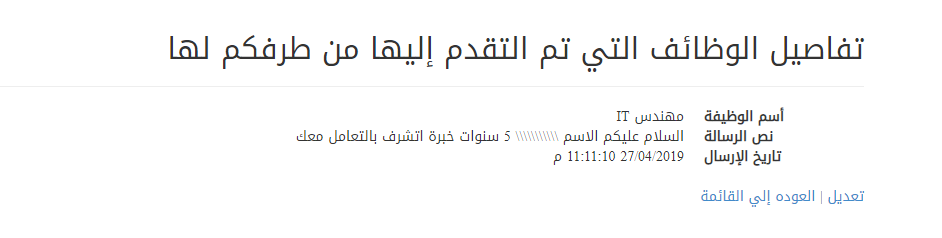 تفاصيل الوظائف التي تم التقدم إليها من طرفكم لها
أسم الوظيفة مهندس IT
نص الرسالة السلام عليكم الاسم \\\\\\\\\\\ 5 سنوات خبرة اتشرف بالتعامل معك
تاريخ الإرسال 27/04/2019 11:11:10 م
تعديل | العوده إلي القائمة